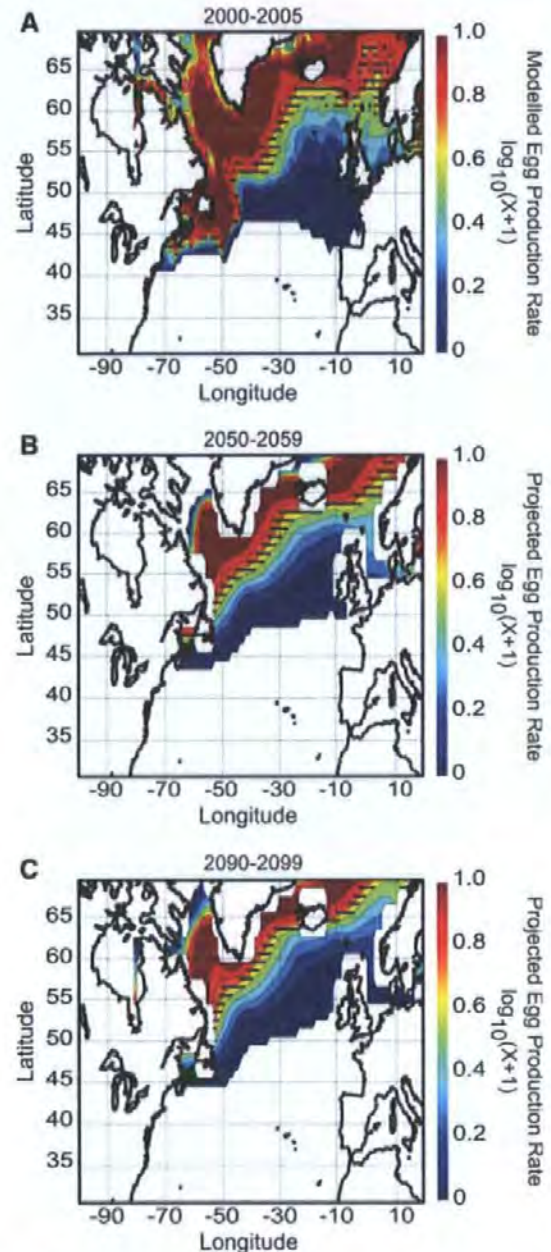 A
2000-2005
Latitude
65
60
55
50
45
40
35
-90 -70 -50 -30 -10 10
Longitude
1.0
0.8
0.6
0.4
0.2
0
Modelled Egg Production Rate
log10(X+1)
B
2050-2059
Latitude
65
60
55
50
45
40
35
-90 -70 -50 -30 -10 10
Longitude
1.0
0.8
0.6
0.4
0.2
0
Projected Egg Production Rate
log10(X+1)
C
2090-2099
Latitude
65
60
55
50
45
40
35
-90 -70 -50 -30 -10 10
Longitude
1.0
0.8
0.6
0.4
0.2
0
Projected Egg Production Rate
log10(X+1)